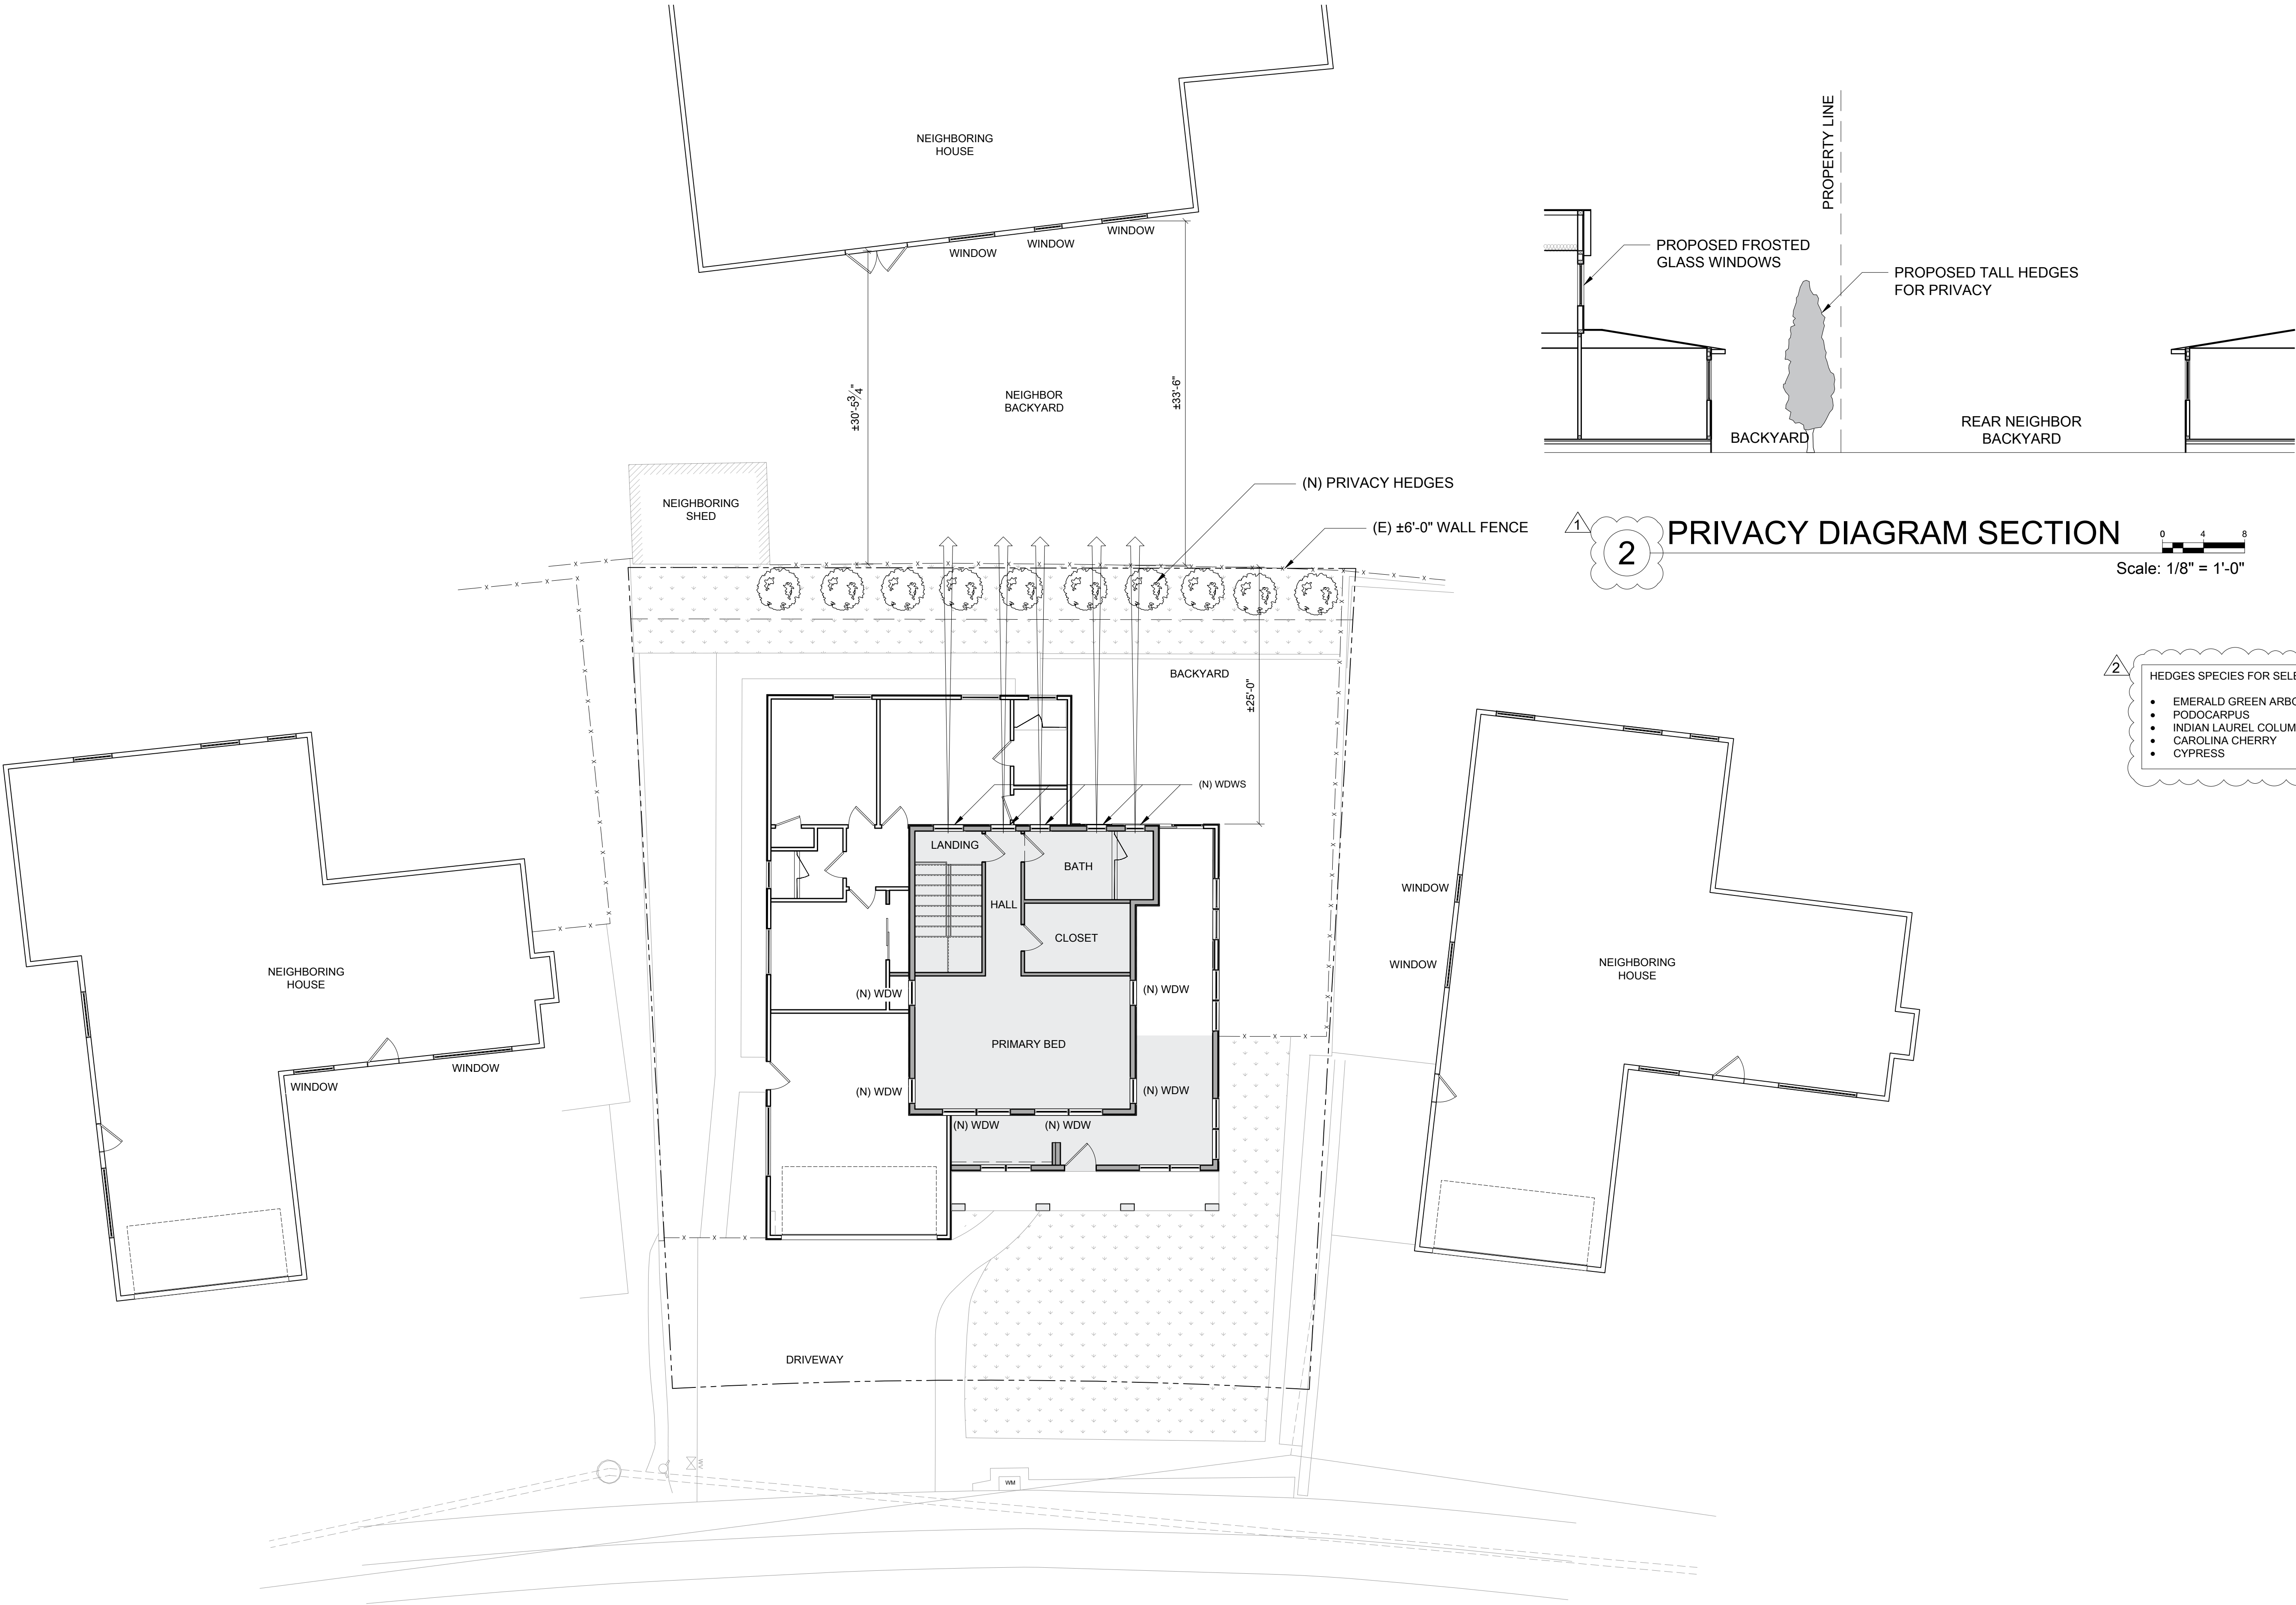 NEIGHBORING
HOUSE
WINDOW
WINDOW
WINDOW
±30'-5¾"
NEIGHBOR
BACKYARD
±33'-6"
NEIGHBORING
SHED
(N) PRIVACY HEDGES
(E) ±6'-0" WALL FENCE
PROPERTY LINE
PROPOSED FROSTED
GLASS WINDOWS
PROPOSED TALL HEDGES
FOR PRIVACY
BACKYARD
REAR NEIGHBOR
BACKYARD
1
2
PRIVACY DIAGRAM SECTION
0 4 8
Scale: 1/8" = 1'-0"
2
HEDGES SPECIES FOR SELE
• EMERALD GREEN ARBO
• PODOCARPUS
• INDIAN LAUREL COLUM
• CAROLINA CHERRY
• CYPRESS
BACKYARD
±25'-0"
(N) WDWS
LANDING
BATH
HALL
CLOSET
(N) WDW
(N) WDW
PRIMARY BED
(N) WDW
(N) WDW
(N) WDW
(N) WDW
NEIGHBORING
HOUSE
WINDOW
WINDOW
WINDOW
WINDOW
NEIGHBORING
HOUSE
DRIVEWAY
WM